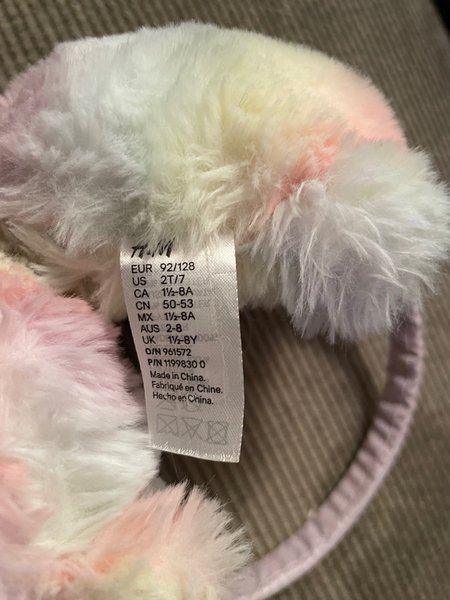 H&M
EUR 92/128
US 2T/7
CA 1½-8A
CN 50-53
MX 1½-8A
AUS 2-8
UK 1½-8Y
O/N 961572
P/N 1199830 0
Made in China.
Fabriqué en Chine.
Hecho en China.